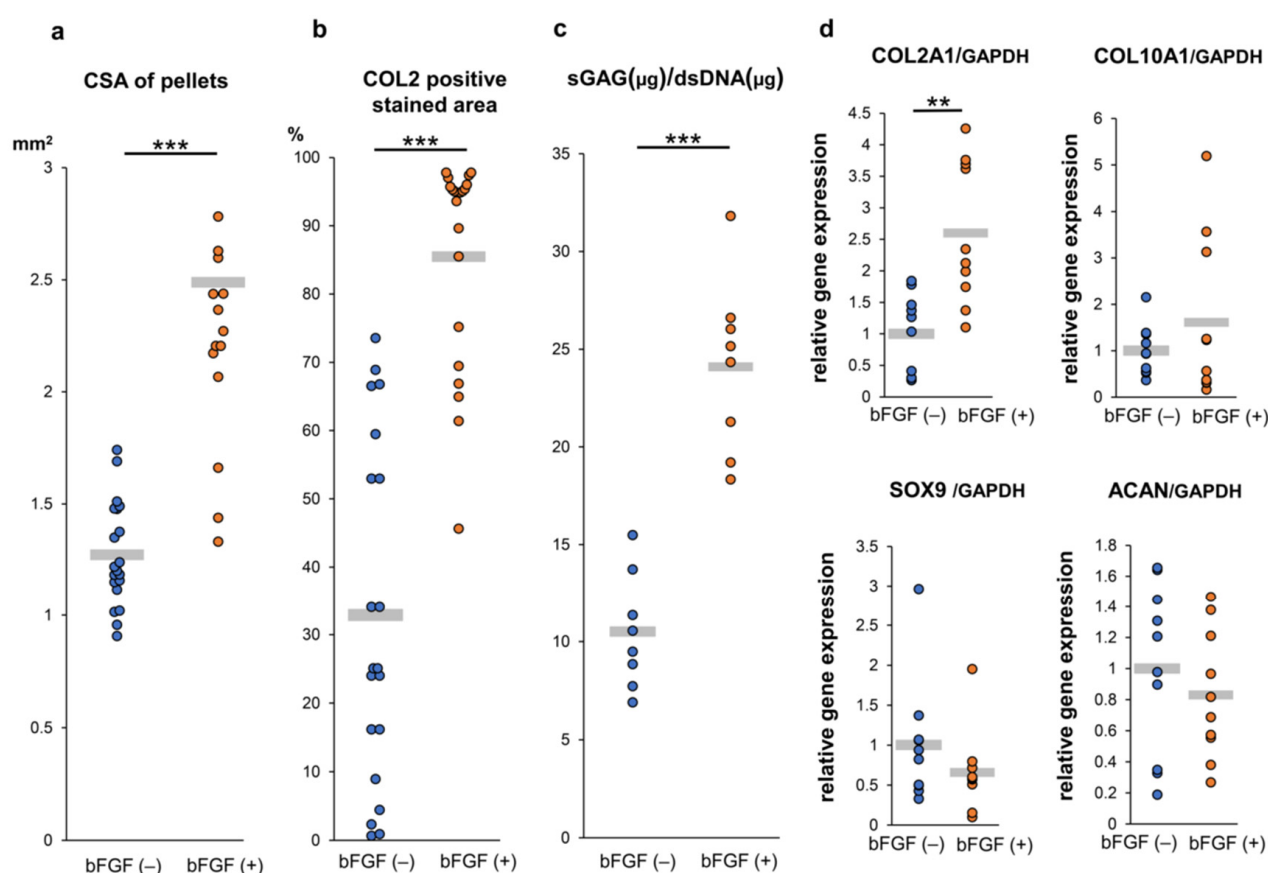 a
CSA of pellets
mm2
***
3
2.5
2
1.5
1
0.5
0
bFGF (–)
bFGF (+)
b
COL2 positive
stained area
%
***
100
90
80
70
60
50
40
30
20
10
0
bFGF (–)
bFGF (+)
c
sGAG(µg)/dsDNA(µg)
***
35
30
25
20
15
10
5
0
bFGF (–)
bFGF (+)
d
COL2A1/GAPDH
relative gene expression
**
4.5
4
3.5
3
2.5
2
1.5
1
0.5
0
bFGF (–)
bFGF (+)
COL10A1/GAPDH
relative gene expression
6
5
4
3
2
1
0
bFGF (–)
bFGF (+)
SOX9 /GAPDH
relative gene expression
3.5
3
2.5
2
1.5
1
0.5
0
bFGF (–)
bFGF (+)
ACAN/GAPDH
relative gene expression
1.8
1.6
1.4
1.2
1
0.8
0.6
0.4
0.2
0
bFGF (–)
bFGF (+)